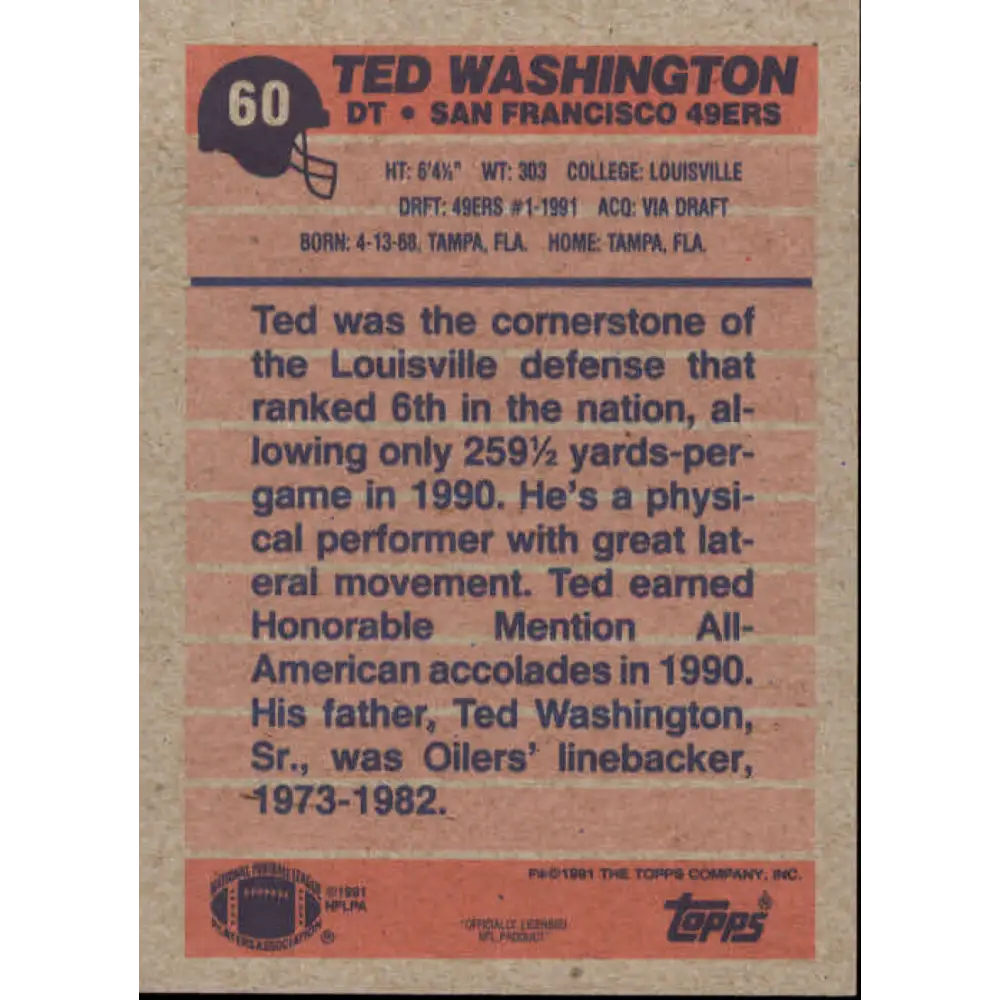 60
TED WASHINGTON
DT • SAN FRANCISCO 49ERS
HT: 6'4½" WT: 303 COLLEGE: LOUISVILLE
DRFT: 49ERS #1-1991 ACQ: VIA DRAFT
BORN: 4-13-68, TAMPA, FLA. HOME: TAMPA, FLA.
Ted was the cornerstone of
the Louisville defense that
ranked 6th in the nation, al-
lowing only 259½ yards-per-
game in 1990. He's a physi-
cal performer with great lat-
eral movement. Ted earned
Honorable Mention All-
American accolades in 1990.
His father, Ted Washington,
Sr., was Oilers' linebacker,
1973-1982.
NATIONAL FOOTBALL LEAGUE
PLAYERS ASSOCIATION ®
©1991
NFLPA
"OFFICIALLY LICENSED
NFL PRODUCT"
©1991 THE TOPPS COMPANY, INC.
TOPPS®